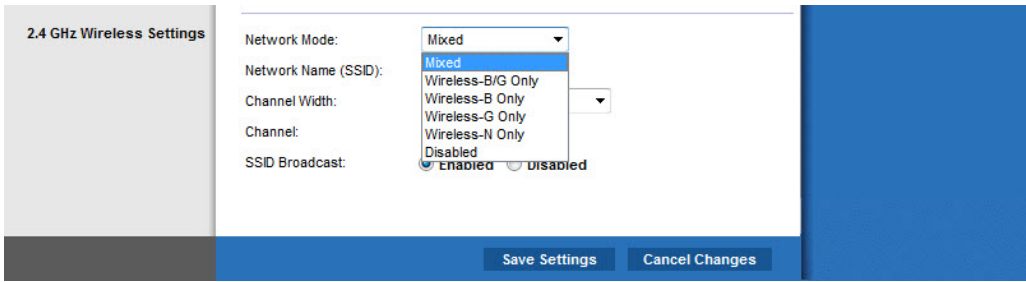 2.4 GHz Wireless Settings
Network Mode: Mixed
Mixed
Wireless-B/G Only
Wireless-B Only
Wireless-G Only
Wireless-N Only
Disabled
Network Name (SSID):
Channel Width:
Channel:
SSID Broadcast: Enabled Disabled
Save Settings Cancel Changes